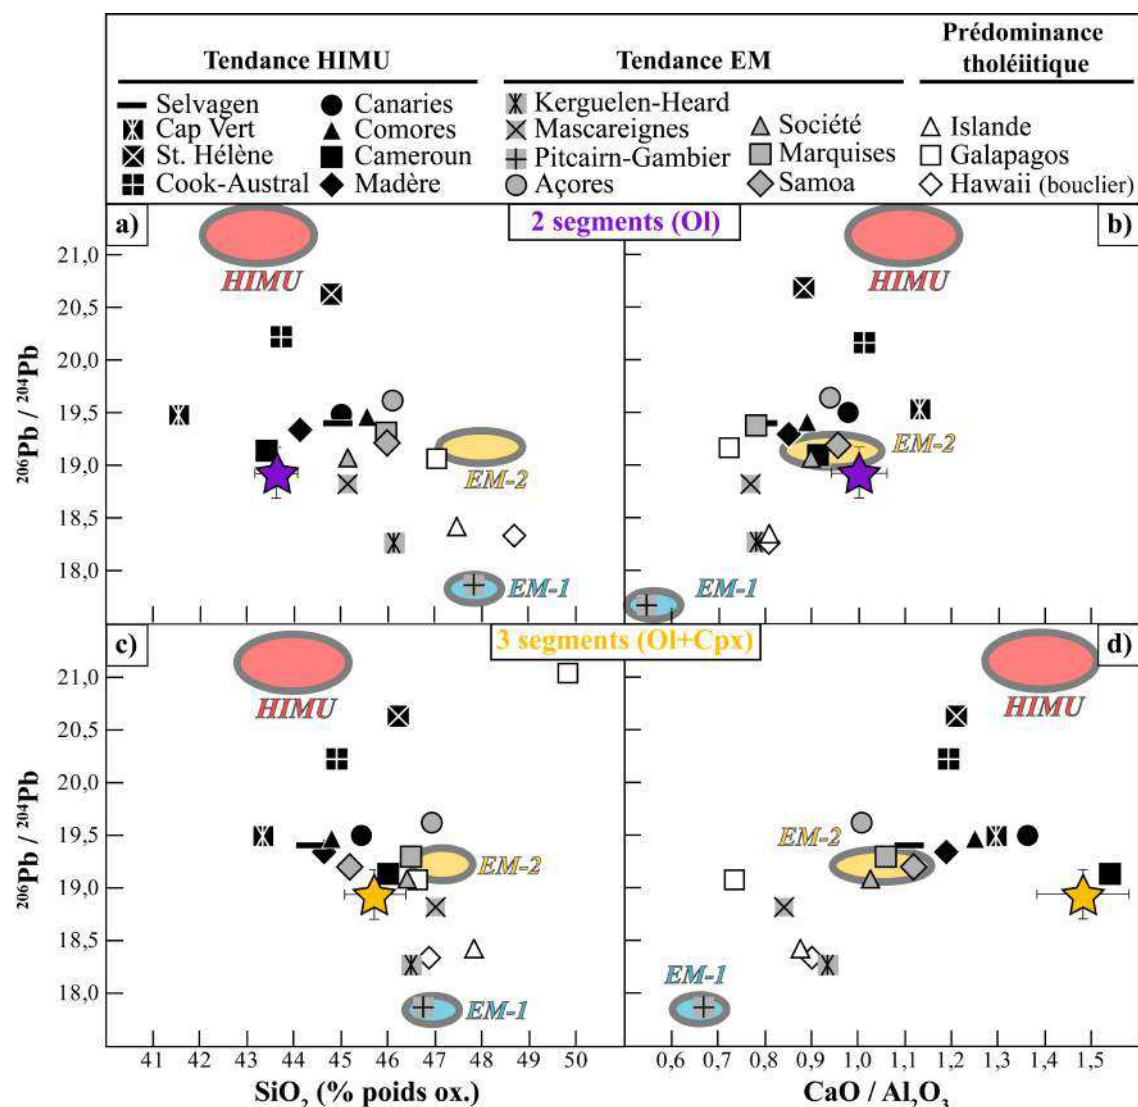 Tendance HIMU
Tendance EM
Prédominance
tholéiitique
Selvagen
Canaries
Kerguelen-Heard
Cap Vert
Comores
Mascareignes
Société
Islande
St. Hélène
Cameroun
Pitcairn-Gambier
Marquises
Galapagos
Cook-Austral
Madère
Açores
Samoa
Hawaii (bouclier)
a)
2 segments (Ol)
b)
21,0
20,5
20,0
19,5
19,0
18,5
18,0
²⁰⁶Pb / ²⁰⁴Pb
HIMU
EM-2
EM-1
HIMU
EM-2
EM-1
c)
3 segments (Ol+Cpx)
d)
21,0
20,5
20,0
19,5
19,0
18,5
18,0
²⁰⁶Pb / ²⁰⁴Pb
HIMU
EM-2
EM-1
HIMU
EM-2
EM-1
41 42 43 44 45 46 47 48 49 50
0,6 0,7 0,8 0,9 1,0 1,1 1,2 1,3 1,4 1,5
SiO₂ (% poids ox.)
CaO / Al₂O₃